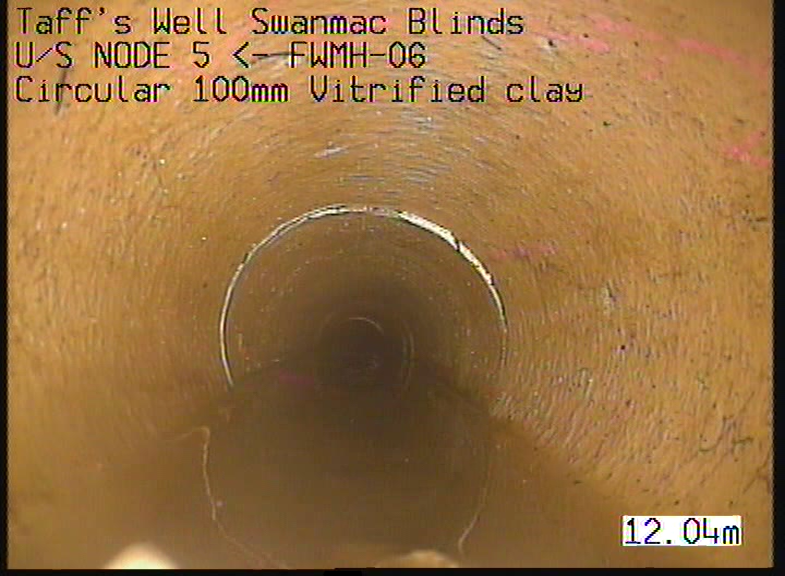 Taff's Well Swanmac Blinds
U/S NODE 5 <--FWMH-06
Circular 100mm Vitrified clay
12.04m